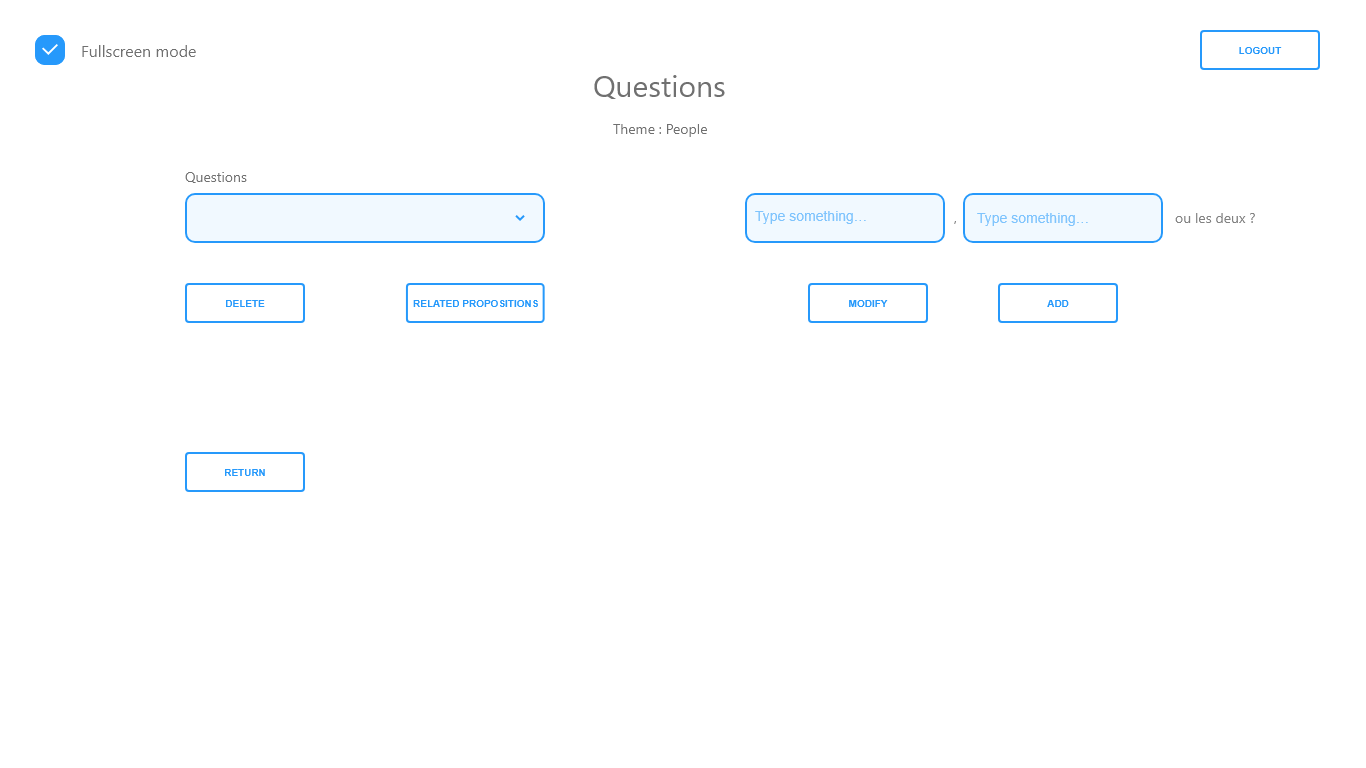 Fullscreen mode
LOGOUT
Questions
Theme : People
Questions
Type something... , Type something... ou les deux ?
DELETE RELATED PROPOSITIONS MODIFY ADD
RETURN